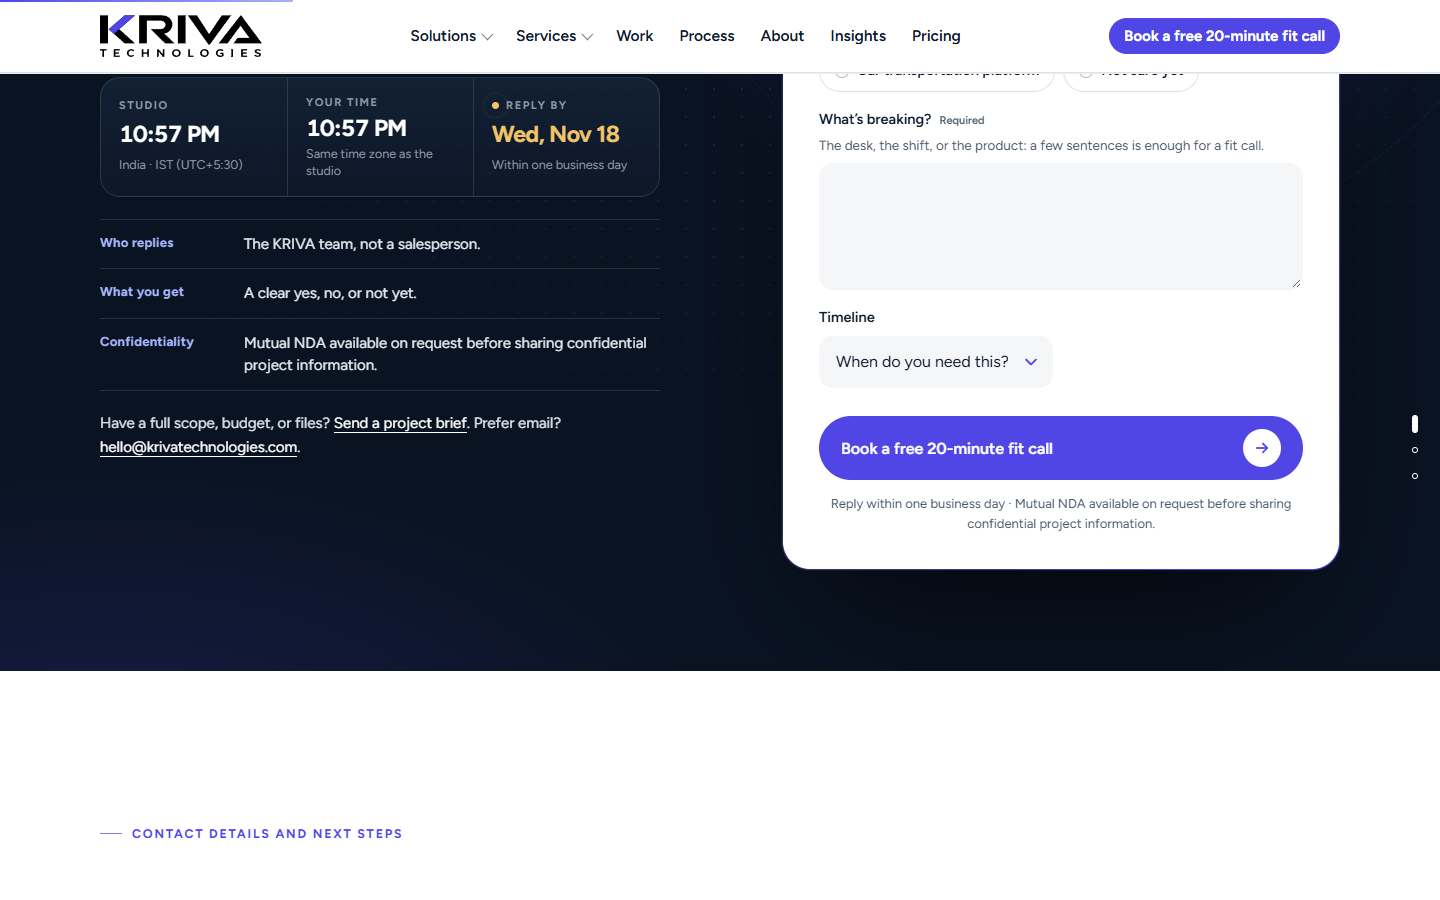 KRIVA
TECHNOLOGIES
Solutions
Services
Work
Process
About
Insights
Pricing
Book a free 20-minute fit call
STUDIO
10:57 PM
India · IST (UTC+5:30)
YOUR TIME
10:57 PM
Same time zone as the
studio
REPLY BY
Wed, Nov 18
Within one business day
Who replies
The KRIVA team, not a salesperson.
What you get
A clear yes, no, or not yet.
Confidentiality
Mutual NDA available on request before sharing confidential
project information.
Have a full scope, budget, or files? Send a project brief. Prefer email?
hello@krivatechnologies.com.
What's breaking? Required
The desk, the shift, or the product: a few sentences is enough for a fit call.
Timeline
When do you need this?
Book a free 20-minute fit call
Reply within one business day · Mutual NDA available on request before sharing
confidential project information.
CONTACT DETAILS AND NEXT STEPS